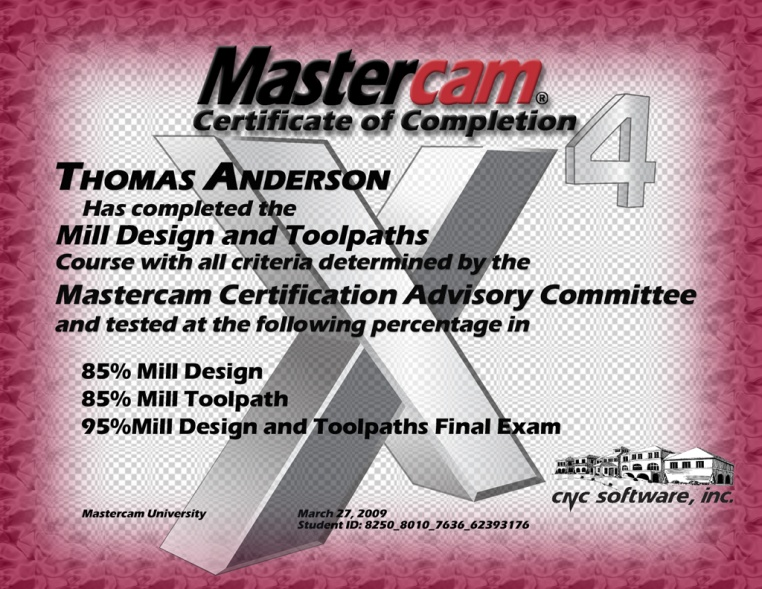 Mastercam®
Certificate of Completion
X4
THOMAS ANDERSON
Has completed the
Mill Design and Toolpaths
Course with all criteria determined by the
Mastercam Certification Advisory Committee
and tested at the following percentage in
85% Mill Design
85% Mill Toolpath
95%Mill Design and Toolpaths Final Exam
cnc software, inc.
Mastercam University
March 27, 2009
Student ID: 8250_8010_7636_62393176